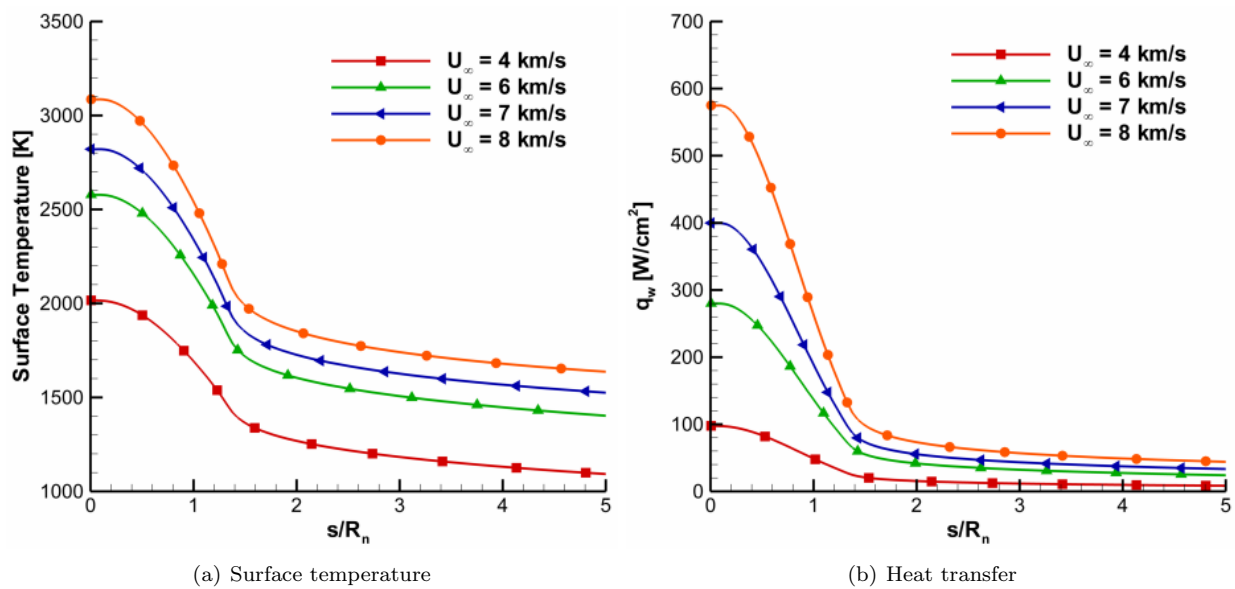 3500
3000
2500
2000
1500
1000
Surface Temperature [K]
U∞ = 4 km/s
U∞ = 6 km/s
U∞ = 7 km/s
U∞ = 8 km/s
0 1 2 3 4 5
s/Rn
(a) Surface temperature
700
600
500
400
300
200
100
0
qw [W/cm²]
U∞ = 4 km/s
U∞ = 6 km/s
U∞ = 7 km/s
U∞ = 8 km/s
0 1 2 3 4 5
s/Rn
(b) Heat transfer